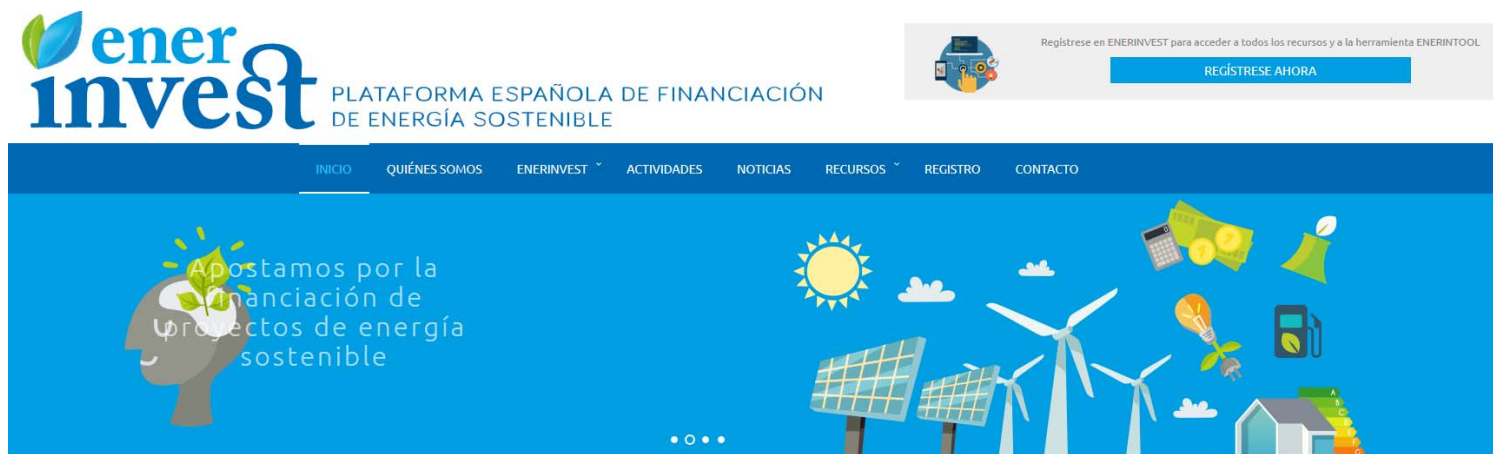 ener
invest
PLATAFORMA ESPAÑOLA DE FINANCIACIÓN
DE ENERGÍA SOSTENIBLE
Regístrese en ENERINVEST para acceder a todos los recursos y a la herramienta ENERINTOOL
REGÍSTRESE AHORA
INICIO QUIÉNES SOMOS ENERINVEST ACTIVIDADES NOTICIAS RECURSOS REGISTRO CONTACTO
Apostamos por la
financiación de
proyectos de energía
sostenible